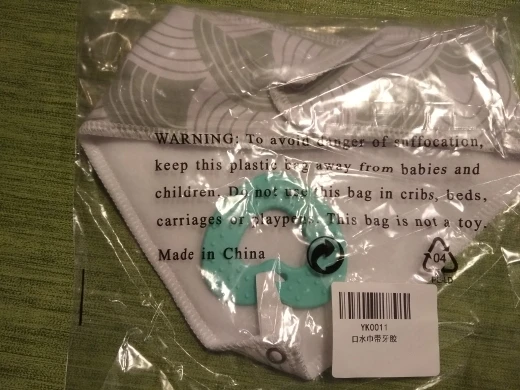 WARNING: To avoid danger of suffocation,
keep this plastic bag away from babies and
children. Do not use this bag in cribs, beds,
carriages or playpens. This bag is not a toy.
Made in China
04
YK0011
口水巾带牙胶